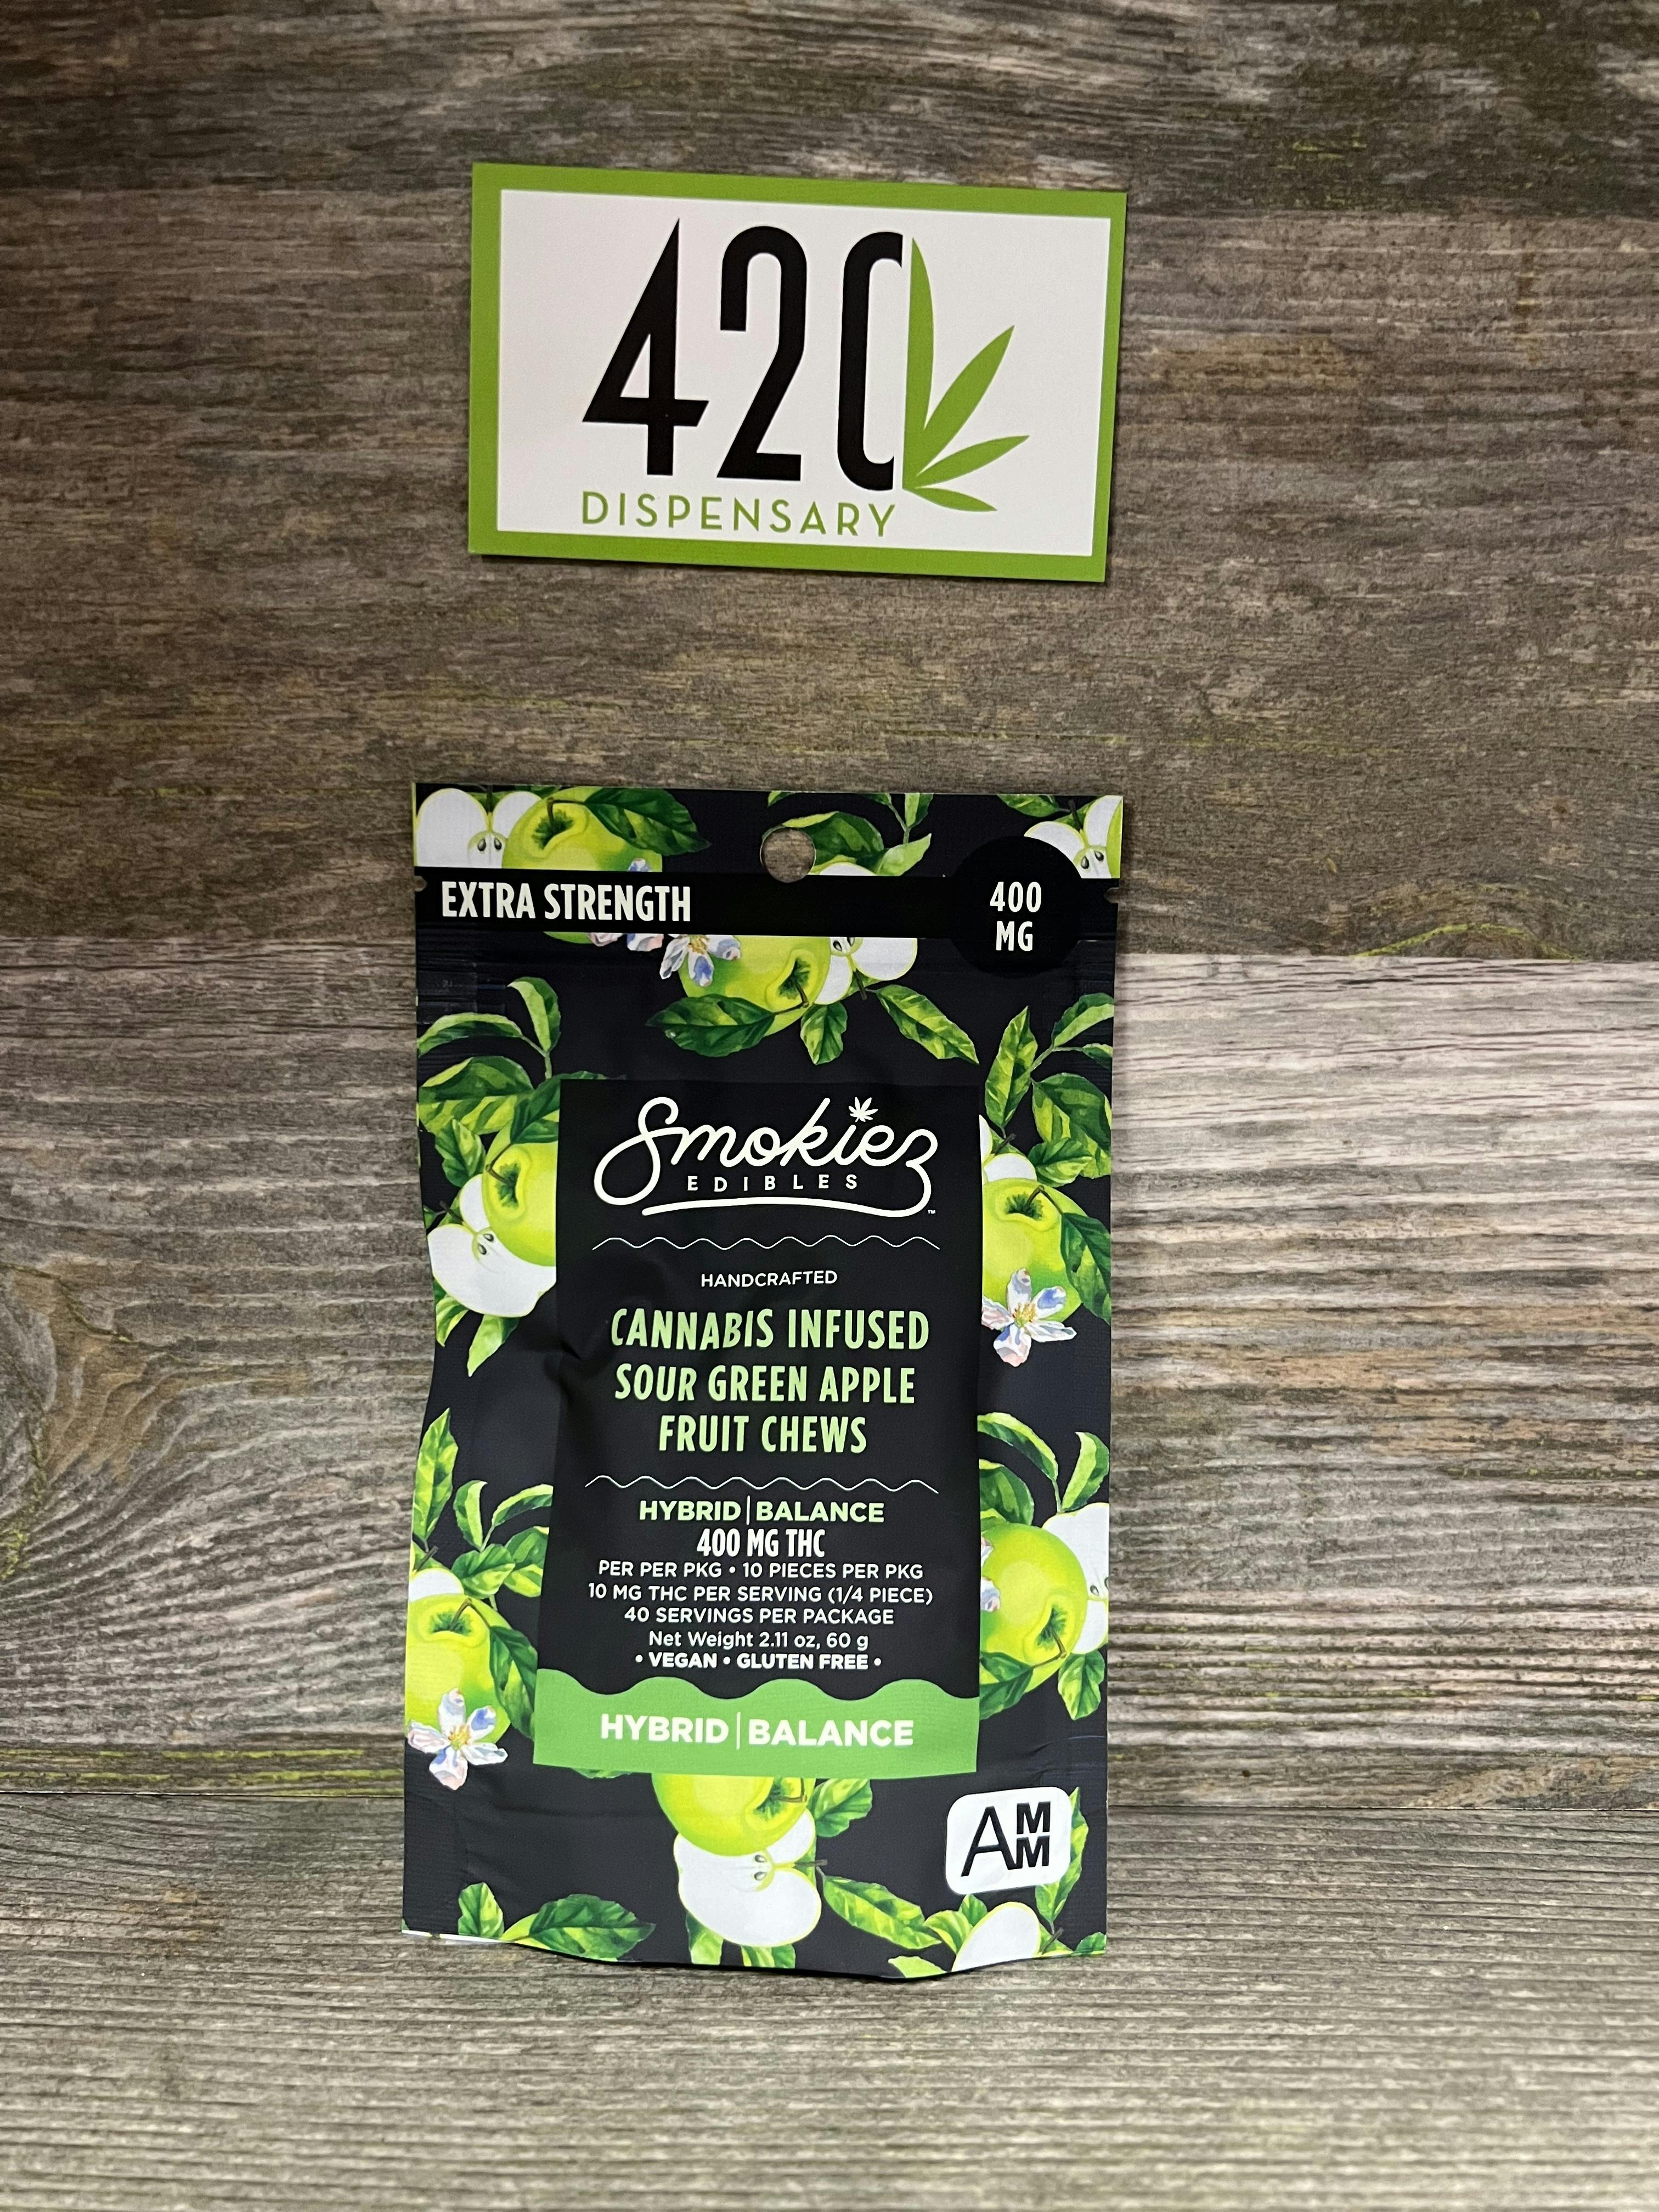 420
DISPENSARY
EXTRA STRENGTH
400
MG
Smokiez
EDIBLES
™
HANDCRAFTED
CANNABIS INFUSED
SOUR GREEN APPLE
FRUIT CHEWS
HYBRID|BALANCE
400 MG THC
PER PER PKG • 10 PIECES PER PKG
10 MG THC PER SERVING (1/4 PIECE)
40 SERVINGS PER PACKAGE
Net Weight 2.11 oz, 60 g
• VEGAN • GLUTEN FREE •
HYBRID|BALANCE
AMM